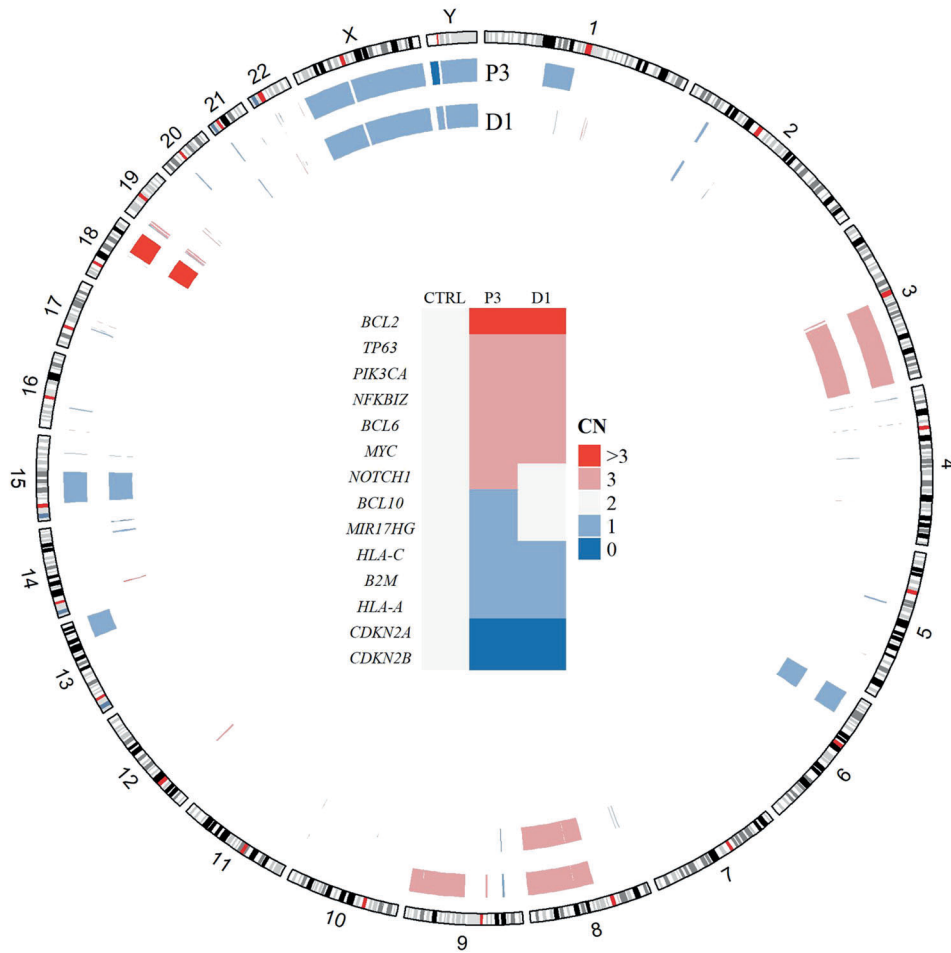 1
2
3
4
5
6
7
8
9
10
11
12
13
14
15
16
17
18
19
20
21
22
X
Y
P3
D1
CTRL P3 D1
BCL2
TP63
PIK3CA
NFKBIZ
BCL6
MYC
NOTCH1
BCL10
MIR17HG
HLA-C
B2M
HLA-A
CDKN2A
CDKN2B
CN
>3
3
2
1
0